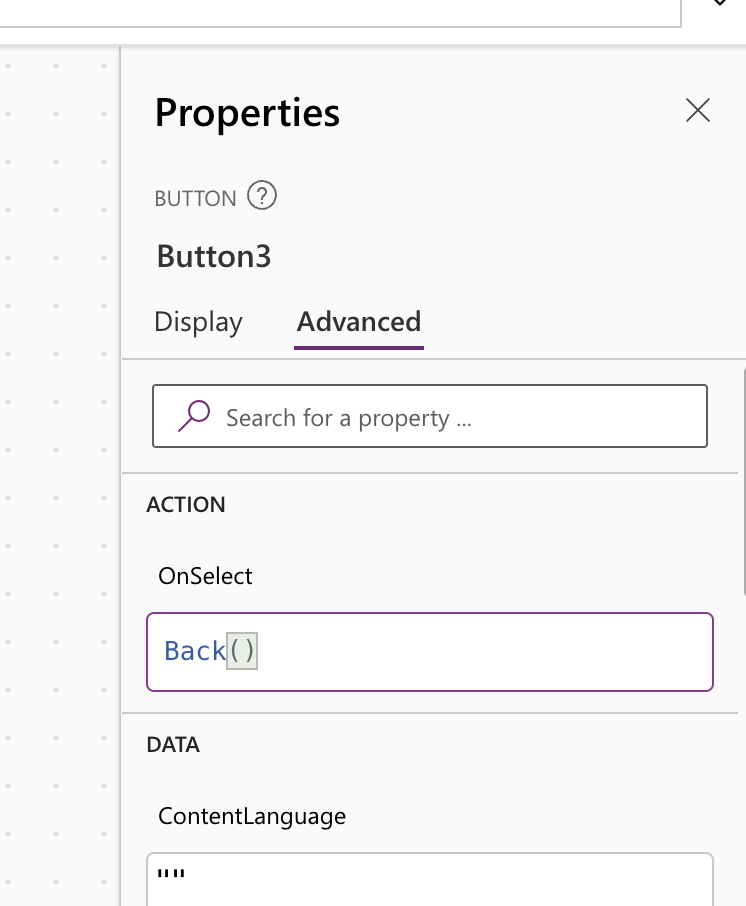 Properties
BUTTON ?
Button3
Display Advanced
Search for a property ...
ACTION
OnSelect
Back()
DATA
ContentLanguage
""